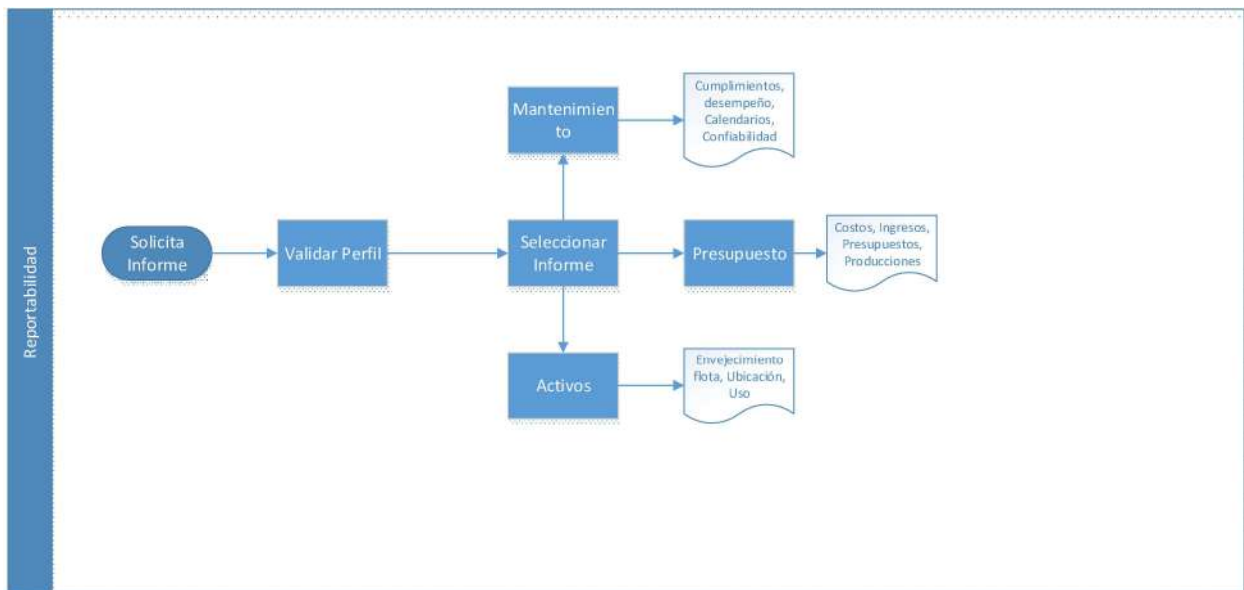 Reportabilidad
Mantenimien
to
Cumplimientos,
desempeño,
Calendarios,
Confiabilidad
Solicita
Informe
Validar Perfil
Seleccionar
Informe
Presupuesto
Costos, Ingresos,
Presupuestos,
Producciones
Activos
Envejecimiento
flota, Ubicación,
Uso